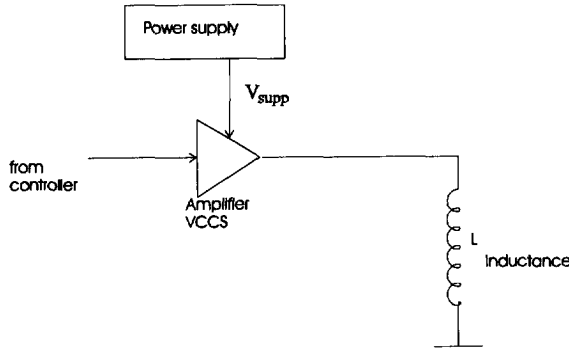 Power supply
V_supp
from
controller
Amplifier
VCCS
L
Inductance